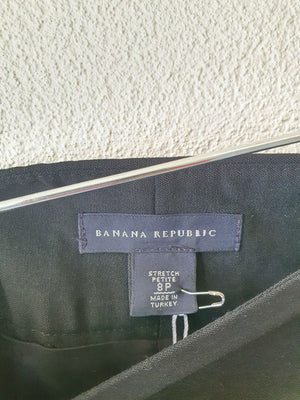 BANANA REPUBLIC
STRETCH
PETITE
8P
MADE IN
TURKEY